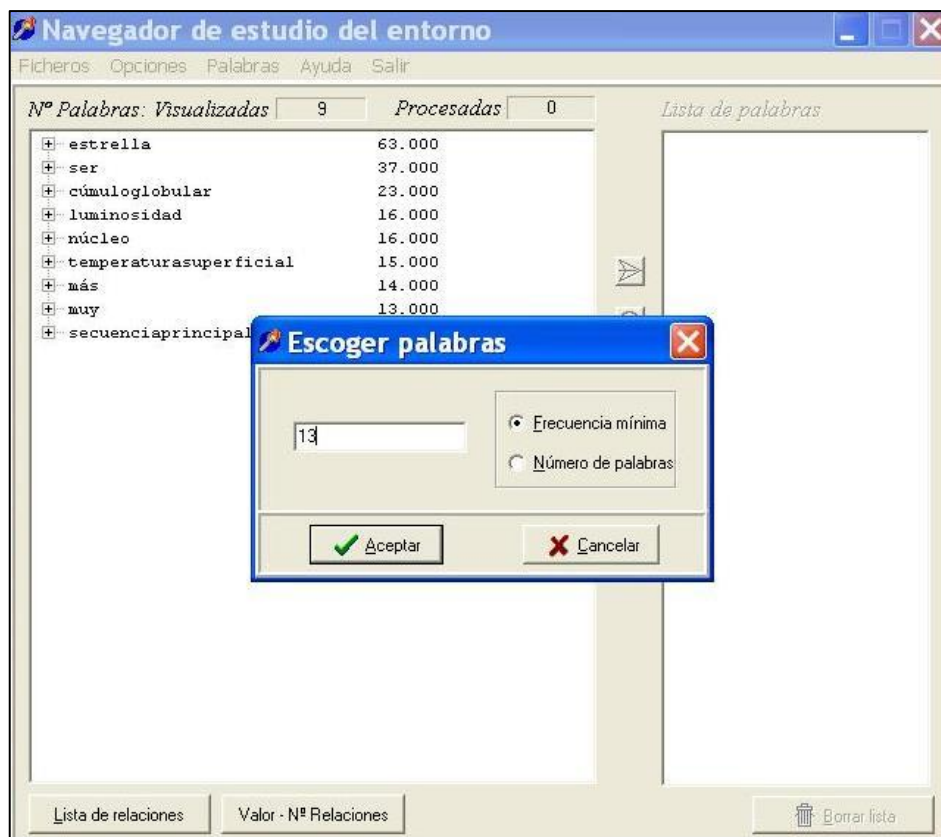 Navegador de estudio del entorno
Ficheros Opciones Palabras Ayuda Salir
Nº Palabras: Visualizadas 9 Procesadas 0 Lista de palabras
estrella 63.000
ser 37.000
cúmuloglobular 23.000
luminosidad 16.000
núcleo 16.000
temperaturasuperficial 15.000
más 14.000
muy 13.000
secuenciaprincipal
Escoger palabras
13
Frecuencia mínima
Número de palabras
Aceptar Cancelar
Lista de relaciones Valor - Nº Relaciones Borrar lista